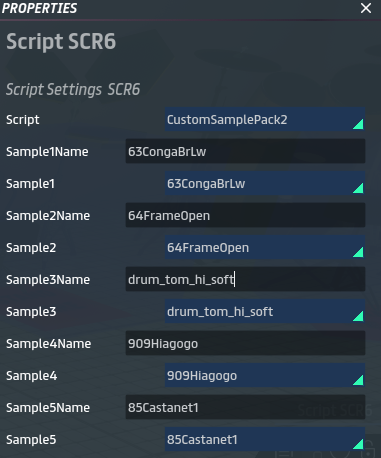 PROPERTIES
Script SCR6
Script Settings SCR6
Script CustomSamplePack2
Sample1Name 63CongaBrLw
Sample1 63CongaBrLw
Sample2Name 64FrameOpen
Sample2 64FrameOpen
Sample3Name drum_tom_hi_soft
Sample3 drum_tom_hi_soft
Sample4Name 909Hiagogo
Sample4 909Hiagogo
Sample5Name 85Castanet1
Sample5 85Castanet1